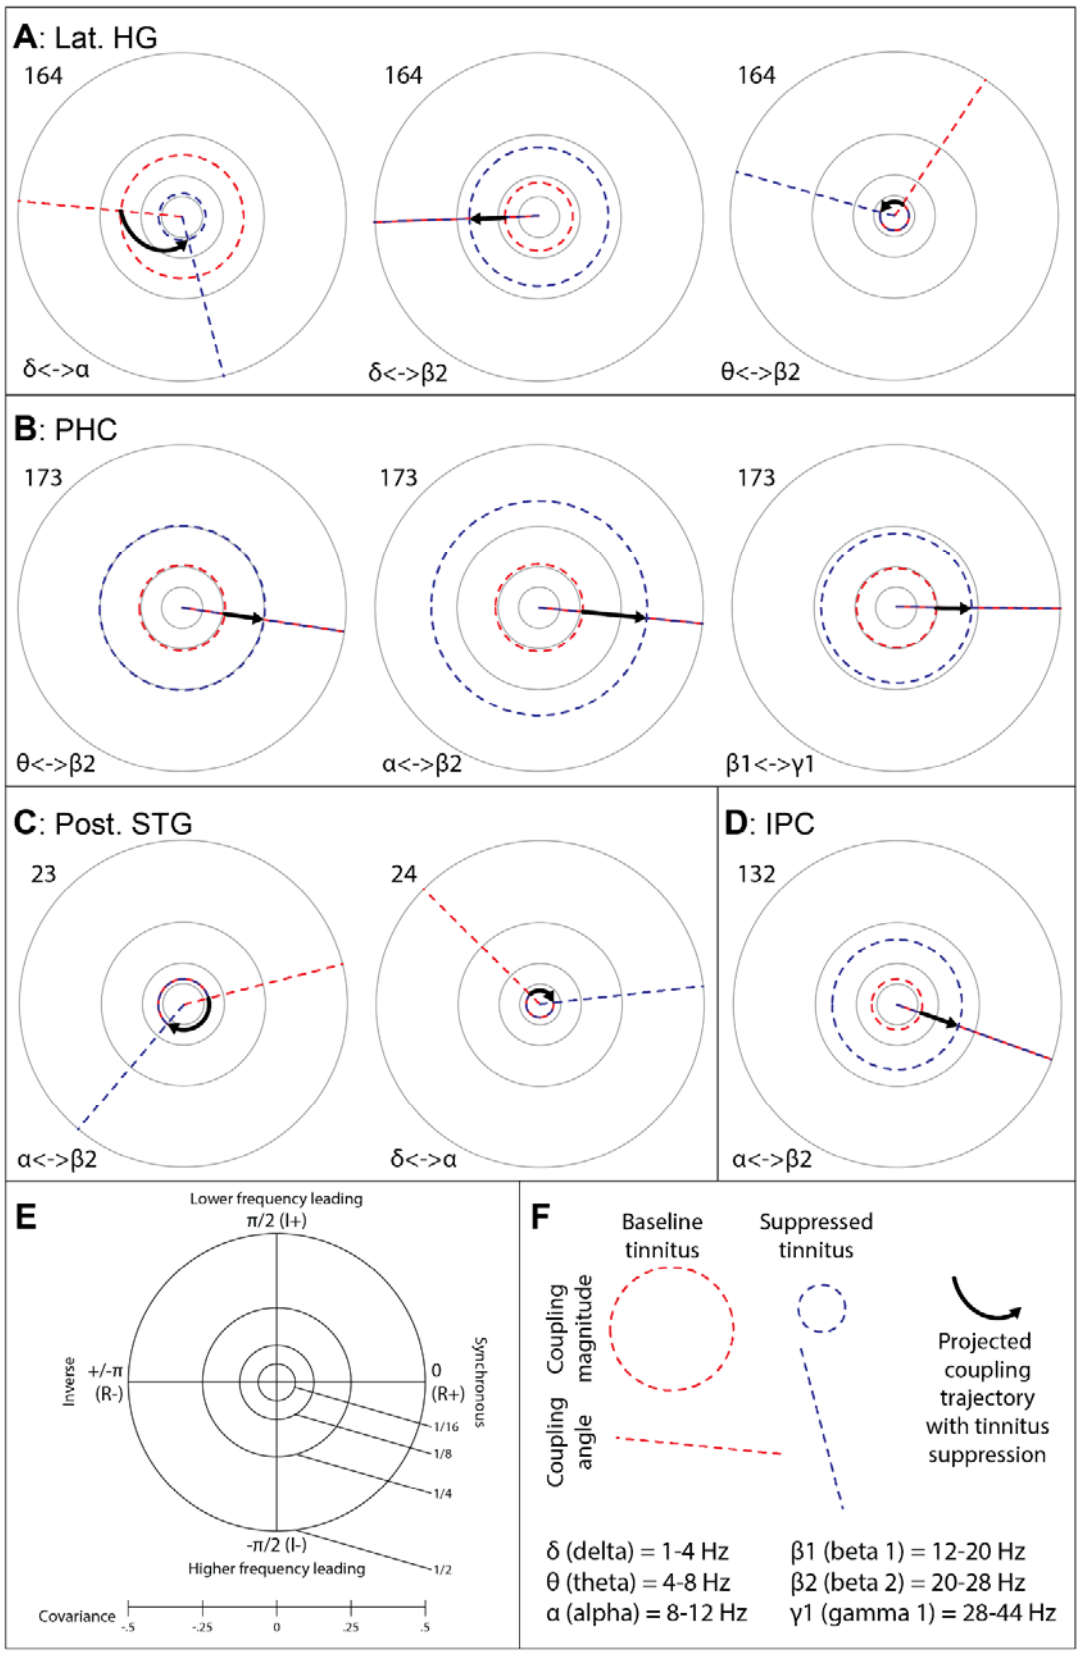 A: Lat. HG
164
164
164
δ<->α
δ<->β2
θ<->β2
B: PHC
173
173
173
θ<->β2
α<->β2
β1<->γ1
C: Post. STG
23
24
α<->β2
δ<->α
D: IPC
132
α<->β2
E
Lower frequency leading
π/2 (I+)
Inverse
+/-π
(R-)
0
(R+)
Synchronous
1/16
1/8
1/4
1/2
-π/2 (I-)
Higher frequency leading
Covariance
-.5 -.25 0 .25 .5
F
Baseline
tinnitus
Suppressed
tinnitus
Coupling
magnitude
Coupling
angle
Projected
coupling
trajectory
with tinnitus
suppression
δ (delta) = 1-4 Hz
θ (theta) = 4-8 Hz
α (alpha) = 8-12 Hz
β1 (beta 1) = 12-20 Hz
β2 (beta 2) = 20-28 Hz
γ1 (gamma 1) = 28-44 Hz